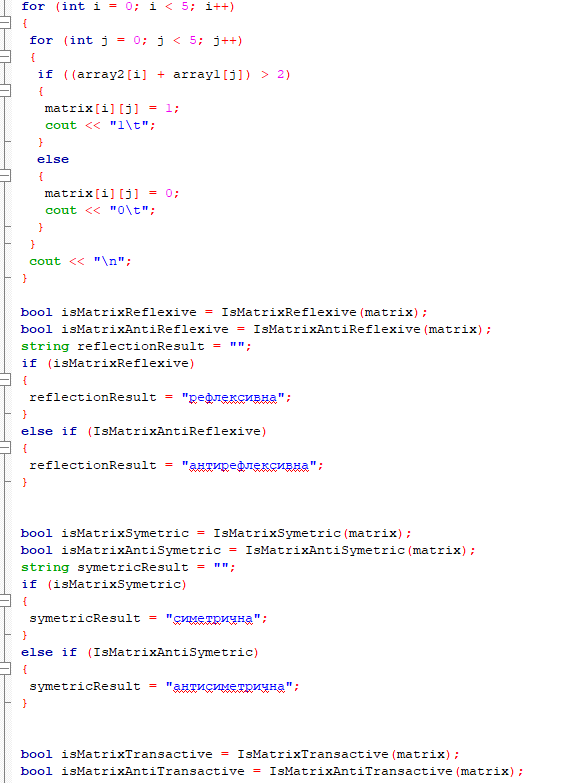 for (int i = 0; i < 5; i++)
{
for (int j = 0; j < 5; j++)
{
if ((array2[i] + array1[j]) > 2)
{
matrix[i][j] = 1;
cout << "1\t";
}
else
{
matrix[i][j] = 0;
cout << "0\t";
}
}
cout << "\n";
}
bool isMatrixReflexive = IsMatrixReflexive(matrix);
bool isMatrixAntiReflexive = IsMatrixAntiReflexive(matrix);
string reflectionResult = "";
if (isMatrixReflexive)
{
reflectionResult = "рефлексивна";
}
else if (IsMatrixAntiReflexive)
{
reflectionResult = "антирефлексивна";
}
bool isMatrixSymetric = IsMatrixSymetric(matrix);
bool isMatrixAntiSymetric = IsMatrixAntiSymetric(matrix);
string symetricResult = "";
if (isMatrixSymetric)
{
symetricResult = "симетрична";
}
else if (IsMatrixAntiSymetric)
{
symetricResult = "антисиметрична";
}
bool isMatrixTransactive = IsMatrixTransactive(matrix);
bool isMatrixAntiTransactive = IsMatrixAntiTransactive(matrix);